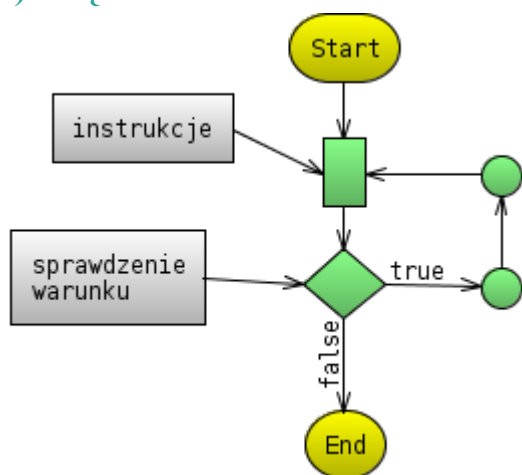 Start
instrukcje
sprawdzenie
warunku
true
false
End